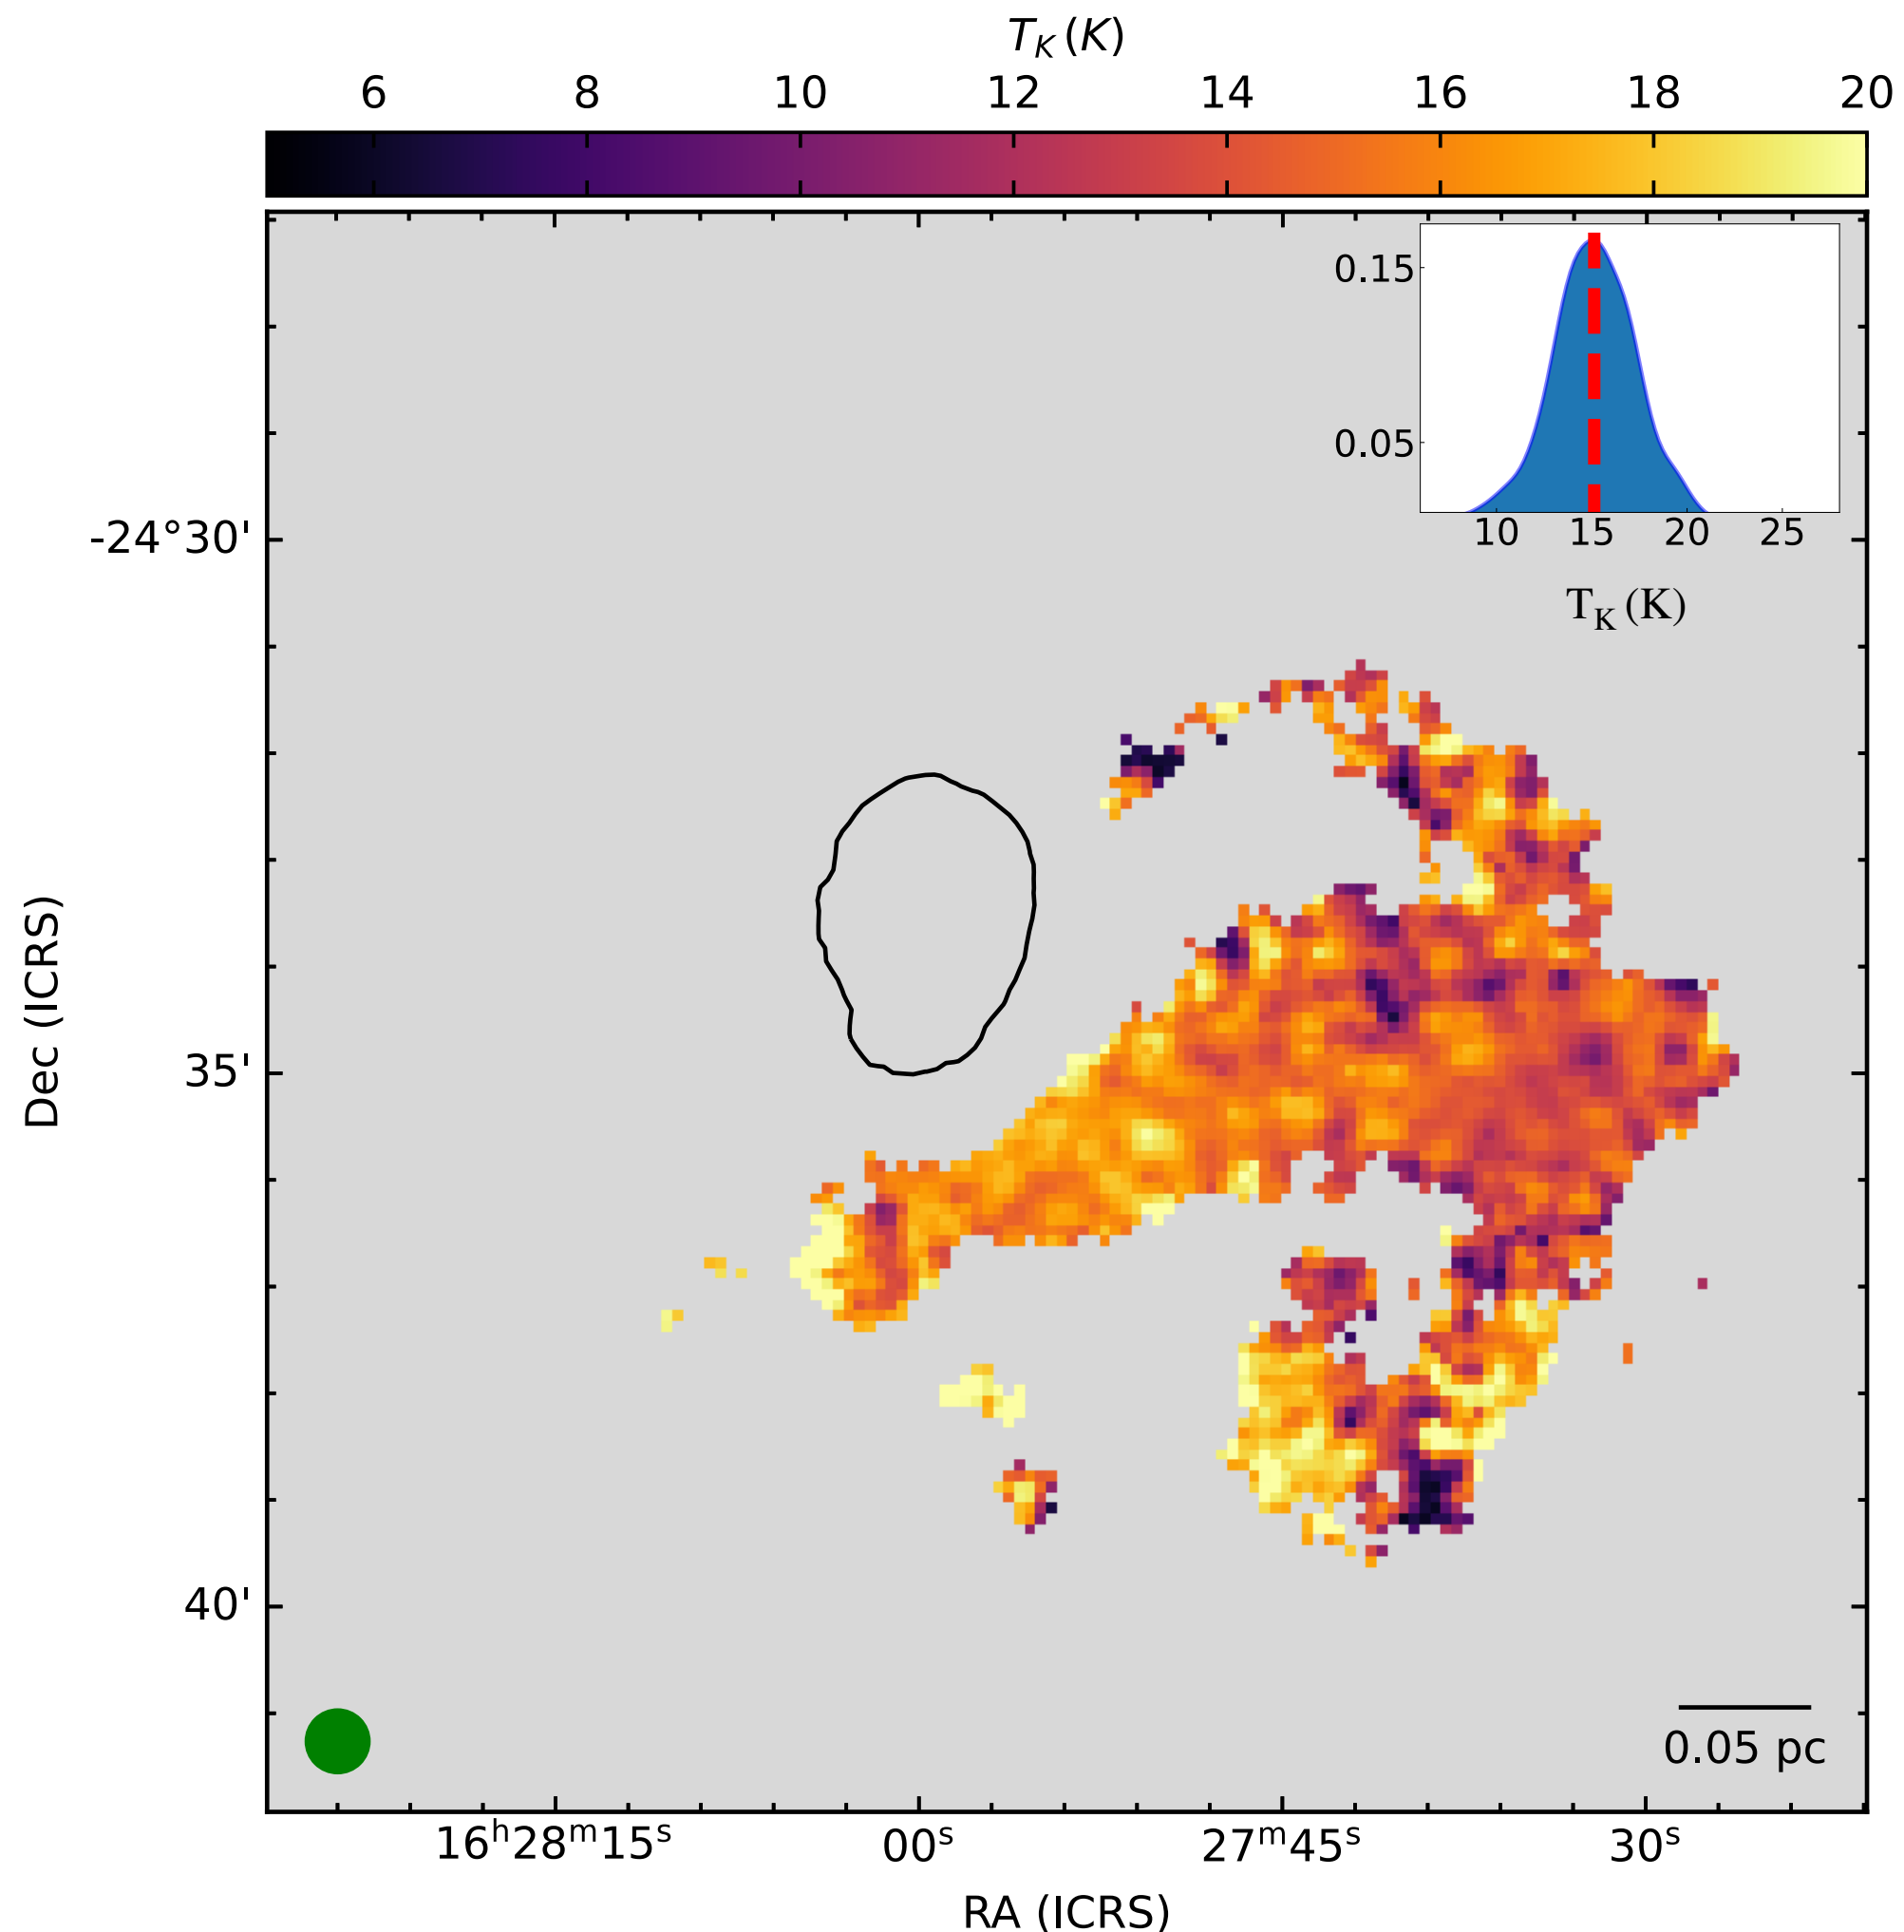 T_K (K)
6 8 10 12 14 16 18 20
0.15
0.05
10 15 20 25
T_K (K)
-24°30'
35'
40'
Dec (ICRS)
0.05 pc
16ʰ28ᵐ15ˢ 00ˢ 27ᵐ45ˢ 30ˢ
RA (ICRS)